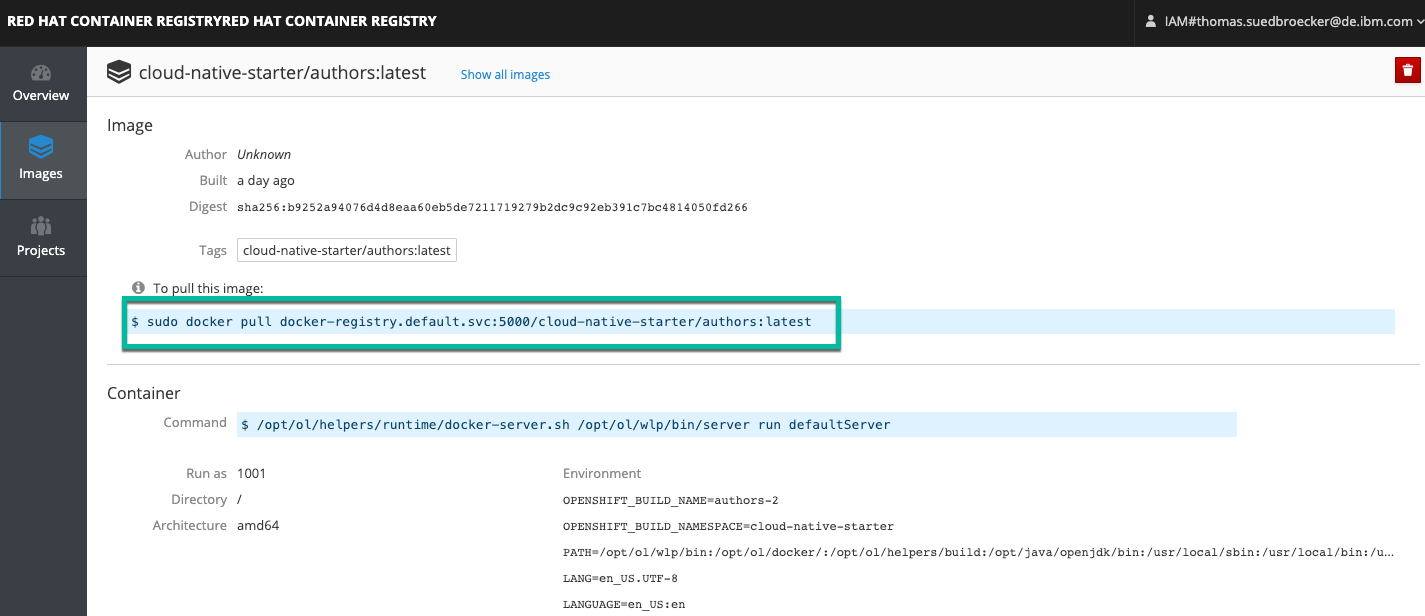 RED HAT CONTAINER REGISTRYRED HAT CONTAINER REGISTRY
IAM#thomas.suedbroecker@de.ibm.com
Overview
Images
Projects
cloud-native-starter/authors:latest Show all images
Image
Author Unknown
Built a day ago
Digest sha256:b9252a94076d4d8eaa60eb5de7211719279b2dc9c92eb391c7bc4814050fd266
Tags cloud-native-starter/authors:latest
To pull this image:
$ sudo docker pull docker-registry.default.svc:5000/cloud-native-starter/authors:latest
Container
Command $ /opt/ol/helpers/runtime/docker-server.sh /opt/ol/wlp/bin/server run defaultServer
Run as 1001
Directory /
Architecture amd64
Environment
OPENSHIFT_BUILD_NAME=authors-2
OPENSHIFT_BUILD_NAMESPACE=cloud-native-starter
PATH=/opt/ol/wlp/bin:/opt/ol/docker/:/opt/ol/helpers/build:/opt/java/openjdk/bin:/usr/local/sbin:/usr/local/bin:/u...
LANG=en_US.UTF-8
LANGUAGE=en_US:en